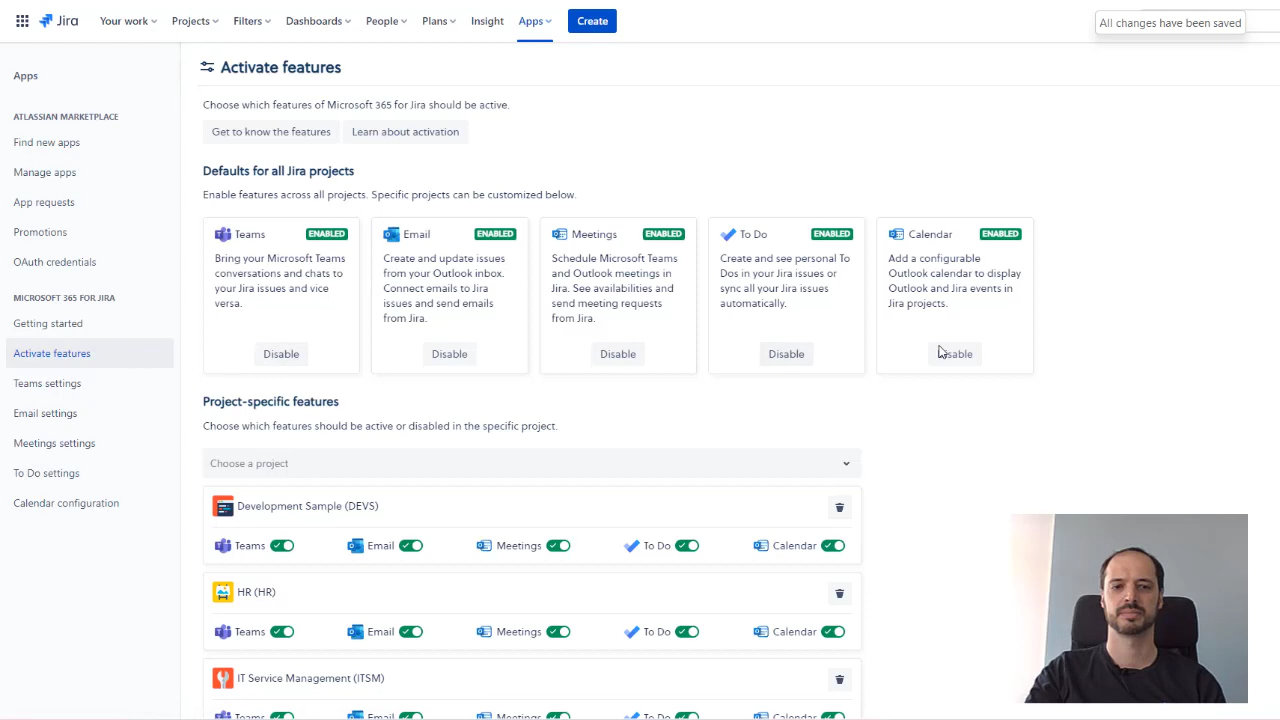 Jira Your work Projects Filters Dashboards People Plans Insight Apps Create All changes have been saved
Apps
ATLASSIAN MARKETPLACE
Find new apps
Manage apps
App requests
Promotions
OAuth credentials
MICROSOFT 365 FOR JIRA
Getting started
Activate features
Teams settings
Email settings
Meetings settings
To Do settings
Calendar configuration
Activate features
Choose which features of Microsoft 365 for Jira should be active.
Get to know the features Learn about activation
Defaults for all Jira projects
Enable features across all projects. Specific projects can be customized below.
Teams ENABLED
Bring your Microsoft Teams
conversations and chats to
your Jira issues and vice
versa.
Disable
Email ENABLED
Create and update issues
from your Outlook inbox.
Connect emails to Jira
issues and send emails
from Jira.
Disable
Meetings ENABLED
Schedule Microsoft Teams
and Outlook meetings in
Jira. See availabilities and
send meeting requests
from Jira.
Disable
To Do ENABLED
Create and see personal To
Dos in your Jira issues or
sync all your Jira issues
automatically.
Disable
Calendar ENABLED
Add a configurable
Outlook calendar to display
Outlook and Jira events in
Jira projects.
Disable
Project-specific features
Choose which features should be active or disabled in the specific project.
Choose a project
Development Sample (DEVS)
Teams Email Meetings To Do Calendar
HR (HR)
Teams Email Meetings To Do Calendar
IT Service Management (ITSM)
Teams Email Meetings To Do Calendar